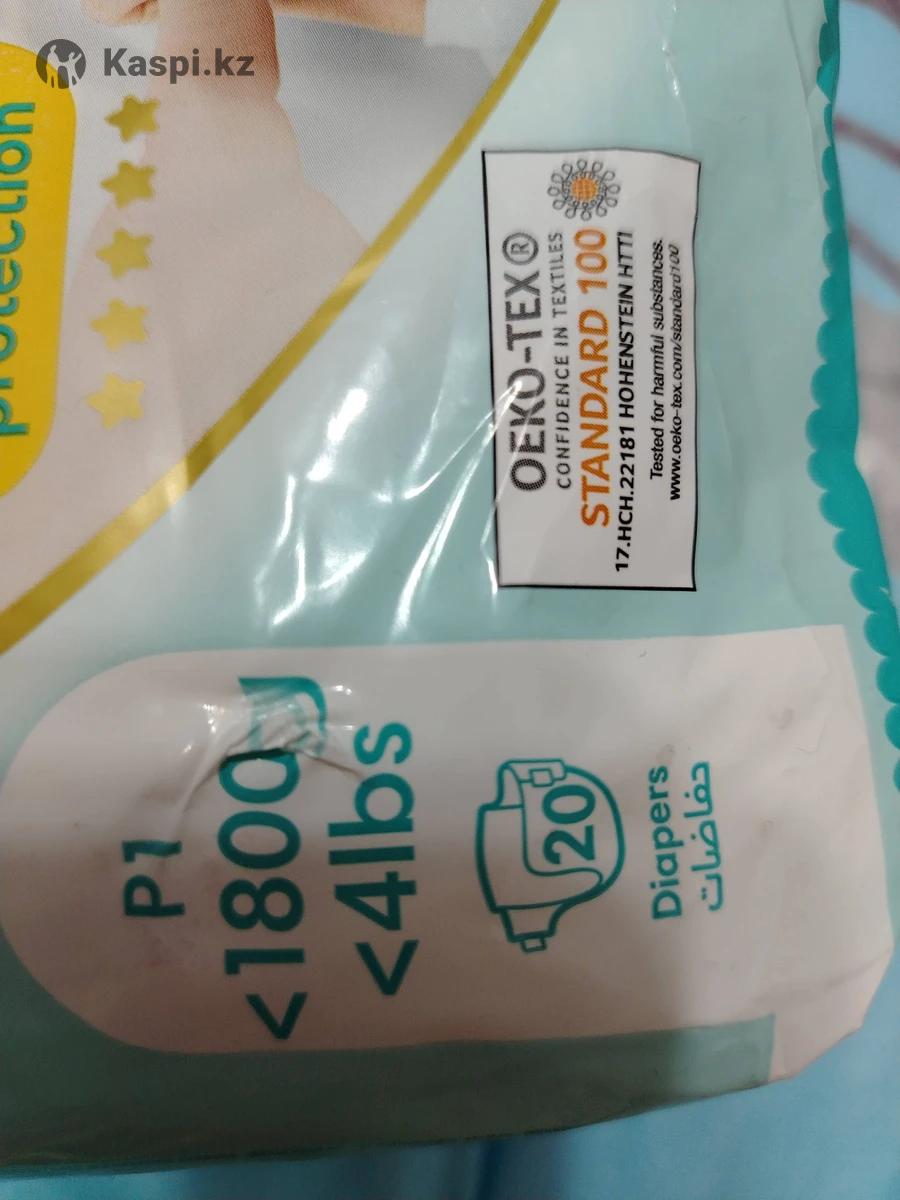 Kaspi.kz
protection
OEKO-TEX®
CONFIDENCE IN TEXTILES
STANDARD 100
17.HCH.22181 HOHENSTEIN HTTI
Tested for harmful substances.
www.oeko-tex.com/standard100
P1
<1800g
<4lbs
20
Diapers
حفاضات